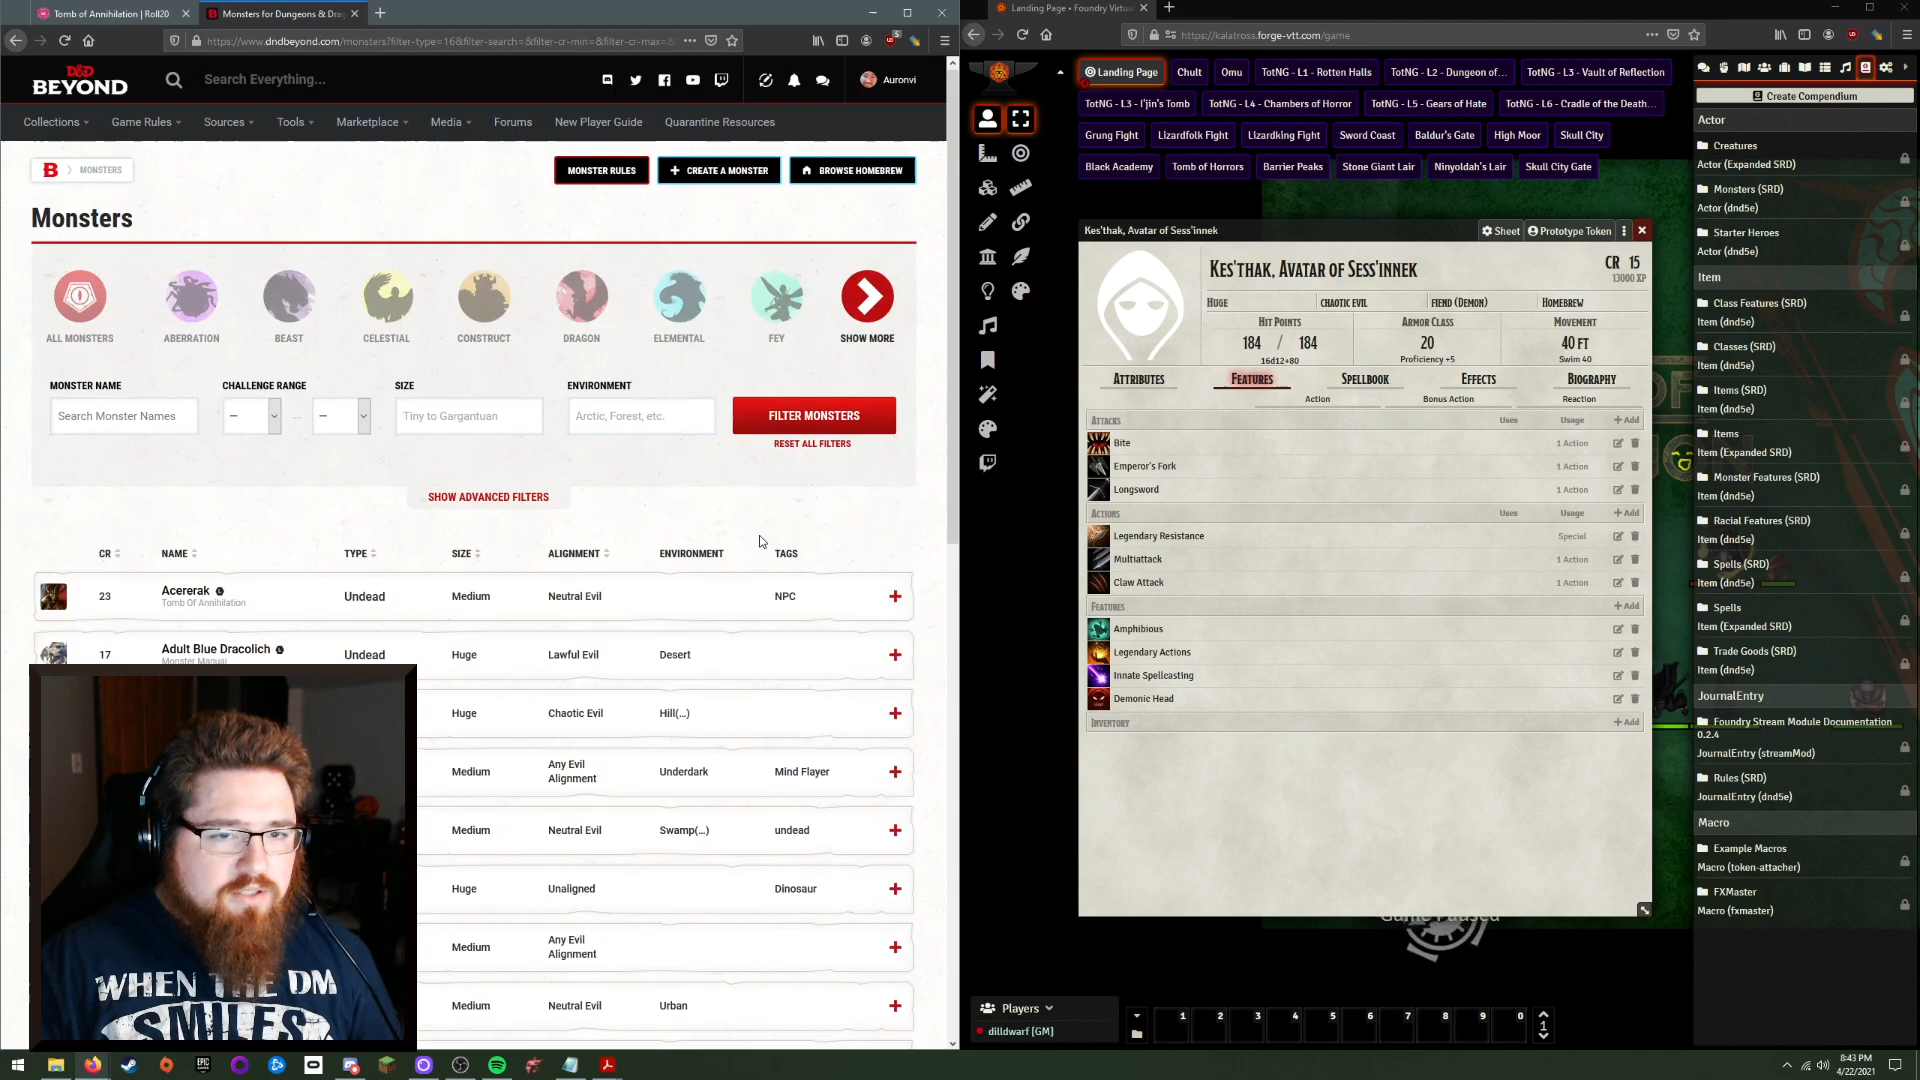 Tomb of Annihilation | Roll20
Monsters for Dungeons & Drag
https://www.dndbeyond.com/monsters?filter-type=16&filter-search=&filter-cr-min=&filter-cr-max=&
D&D
BEYOND
Search Everything...
Auronvi
Collections
Game Rules
Sources
Tools
Marketplace
Media
Forums
New Player Guide
Quarantine Resources
MONSTERS
MONSTER RULES
CREATE A MONSTER
BROWSE HOMEBREW
Monsters
ALL MONSTERS
ABERRATION
BEAST
CELESTIAL
CONSTRUCT
DRAGON
ELEMENTAL
FEY
SHOW MORE
MONSTER NAME
CHALLENGE RANGE
SIZE
ENVIRONMENT
Search Monster Names
–
--
–
Tiny to Gargantuan
Arctic, Forest, etc.
FILTER MONSTERS
RESET ALL FILTERS
SHOW ADVANCED FILTERS
CR NAME TYPE SIZE ALIGNMENT ENVIRONMENT TAGS
23 Acererak Undead Medium Neutral Evil NPC
Tomb Of Annihilation
17 Adult Blue Dracolich Undead Huge Lawful Evil Desert
Monster Manual
Huge Chaotic Evil Hill(...)
Medium Any Evil Alignment Underdark Mind Flayer
Medium Neutral Evil Swamp(...) undead
Huge Unaligned Dinosaur
Medium Any Evil Alignment
Medium Neutral Evil Urban
WHEN THE DM
SMILES
Landing Page • Foundry Virtual
https://kalatross.forge-vtt.com/game
Landing Page
Chult
Omu
TotNG - L1 - Rotten Halls
TotNG - L2 - Dungeon of...
TotNG - L3 - Vault of Reflection
TotNG - L3 - I'jin's Tomb
TotNG - L4 - Chambers of Horror
TotNG - L5 - Gears of Hate
TotNG - L6 - Cradle of the Death...
Grung Fight
Lizardfolk Fight
Lizardking Fight
Sword Coast
Baldur's Gate
High Moor
Skull City
Black Academy
Tomb of Horrors
Barrier Peaks
Stone Giant Lair
Ninyoldah's Lair
Skull City Gate
Kes'thak, Avatar of Sess'innek
Sheet
Prototype Token
KES'THAK, AVATAR OF SESS'INNEK
CR 15
13000 XP
HUGE
CHAOTIC EVIL
FIEND (DEMON)
HOMEBREW
HIT POINTS
ARMOR CLASS
MOVEMENT
184 / 184
20
40 FT
16d12+80
Proficiency +5
Swim 40
ATTRIBUTES
FEATURES
SPELLBOOK
EFFECTS
BIOGRAPHY
Action
Bonus Action
Reaction
ATTACKS Uses Usage Add
Bite 1 Action
Emperor's Fork 1 Action
Longsword 1 Action
ACTIONS Uses Usage Add
Legendary Resistance Special
Multiattack 1 Action
Claw Attack 1 Action
FEATURES Add
Amphibious
Legendary Actions
Innate Spellcasting
Demonic Head
INVENTORY Add
Game Paused
Players
dilldwarf [GM]
1 2 3 4 5 6 7 8 9 0
1
Create Compendium
Actor
Creatures
Actor (Expanded SRD)
Monsters (SRD)
Actor (dnd5e)
Starter Heroes
Actor (dnd5e)
Item
Class Features (SRD)
Item (dnd5e)
Classes (SRD)
Item (dnd5e)
Items (SRD)
Item (dnd5e)
Items
Item (Expanded SRD)
Monster Features (SRD)
Item (dnd5e)
Racial Features (SRD)
Item (dnd5e)
Spells (SRD)
Item (dnd5e)
Spells
Item (Expanded SRD)
Trade Goods (SRD)
Item (dnd5e)
JournalEntry
Foundry Stream Module Documentation
0.2.4
JournalEntry (streamMod)
Rules (SRD)
JournalEntry (dnd5e)
Macro
Example Macros
Macro (token-attacher)
FXMaster
Macro (fxmaster)
8:43 PM
4/22/2021